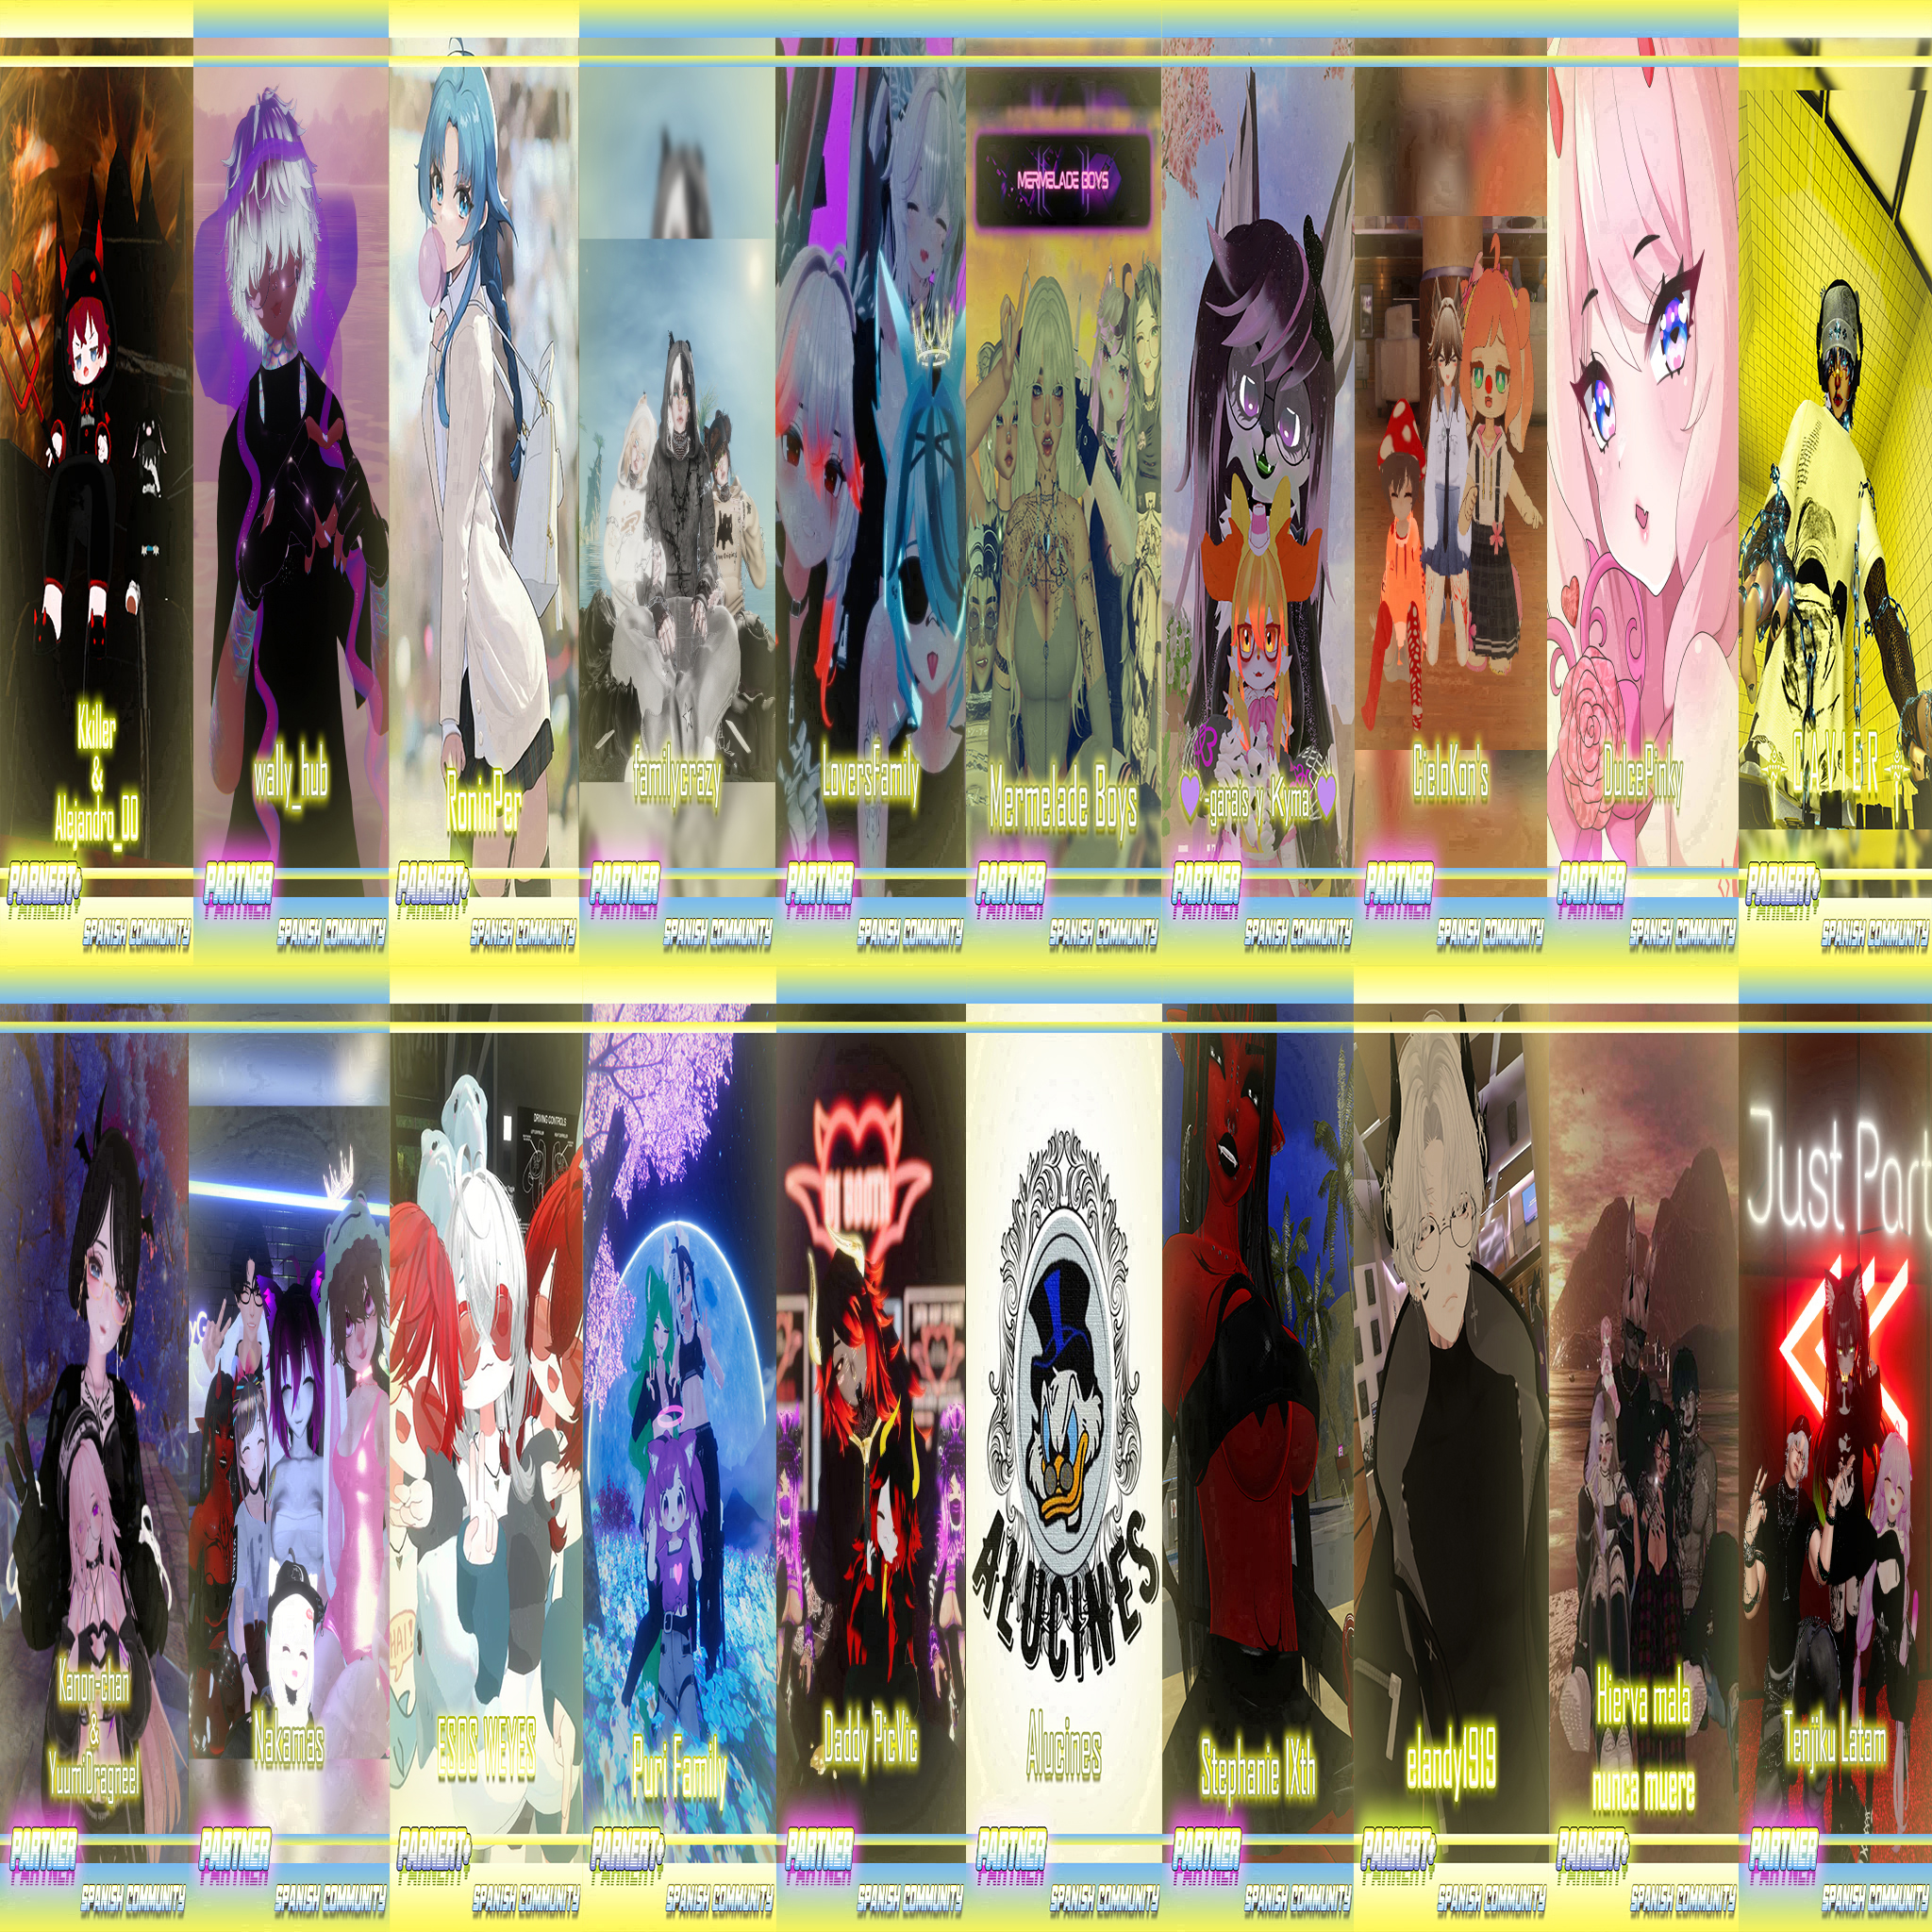 Kkiller
&
Alejandro_00
PARNERT+
SPANISH COMMUNITY
wally_hub
PARTNER
SPANISH COMMUNITY
RoninPer
PARNERT+
SPANISH COMMUNITY
familycrazy
PARTNER
SPANISH COMMUNITY
LoversFamily
PARTNER
SPANISH COMMUNITY
MERMELADE BOYS
Mermelade Boys
PARTNER
SPANISH COMMUNITY
-garais y Kyma
PARTNER
SPANISH COMMUNITY
CieloKon's
PARTNER
SPANISH COMMUNITY
DulcePinky
PARTNER
SPANISH COMMUNITY
PARNERT+
SPANISH COMMUNITY
Kanon-chan
&
YuumiDragneel
PARTNER
SPANISH COMMUNITY
Nakamas
PARTNER
SPANISH COMMUNITY
DRIVING CONTROLS
HAI!
ESOS WEYES
PARNERT+
SPANISH COMMUNITY
Puri Family
PARNERT+
SPANISH COMMUNITY
DJ BOOTH
Daddy PicVic
PARTNER
SPANISH COMMUNITY
ALUCINES
Alucines
PARTNER
SPANISH COMMUNITY
Stephanie IXth
PARTNER
SPANISH COMMUNITY
elandy1919
PARNERT+
SPANISH COMMUNITY
Hierva mala
nunca muere
PARNERT+
SPANISH COMMUNITY
Just Part
Tenjiku Latam
PARTNER
SPANISH COMMUNITY